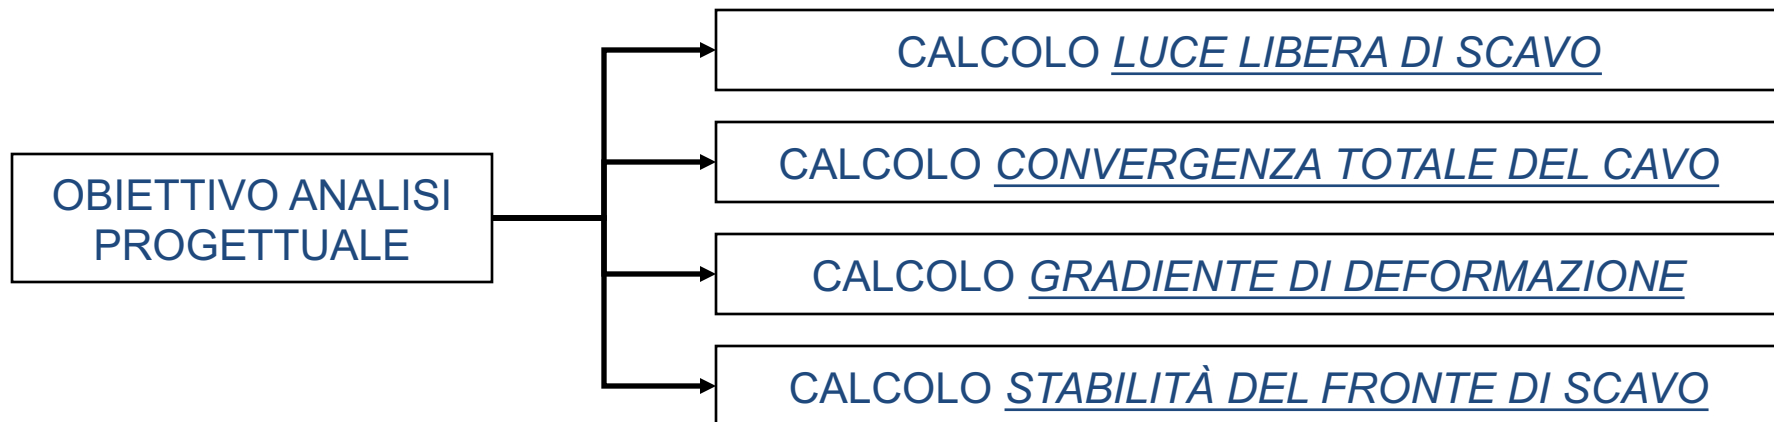 OBIETTIVO ANALISI
PROGETTUALE
CALCOLO LUCE LIBERA DI SCAVO
CALCOLO CONVERGENZA TOTALE DEL CAVO
CALCOLO GRADIENTE DI DEFORMAZIONE
CALCOLO STABILITÀ DEL FRONTE DI SCAVO